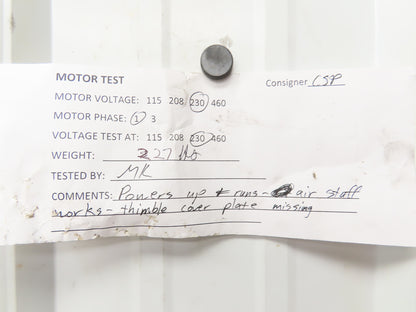 MOTOR TEST
Consigner CSP
MOTOR VOLTAGE: 115 208 230 460
MOTOR PHASE: 1 3
VOLTAGE TEST AT: 115 208 230 460
WEIGHT: 227 lbs
TESTED BY: MK
COMMENTS: Powers up & runs - air stuff
works - thimble cover plate missing